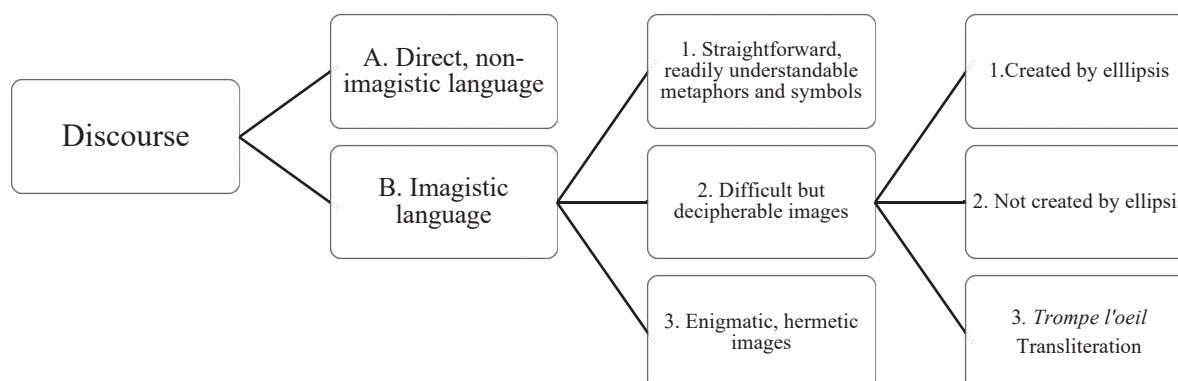 Discourse
A. Direct, non-
imagistic language
B. Imagistic
language
1. Straightforward,
readily understandable
metaphors and symbols
2. Difficult but
decipherable images
3. Enigmatic, hermetic
images
1.Created by elllipsis
2. Not created by ellipsis
3. Trompe l'oeil
Transliteration